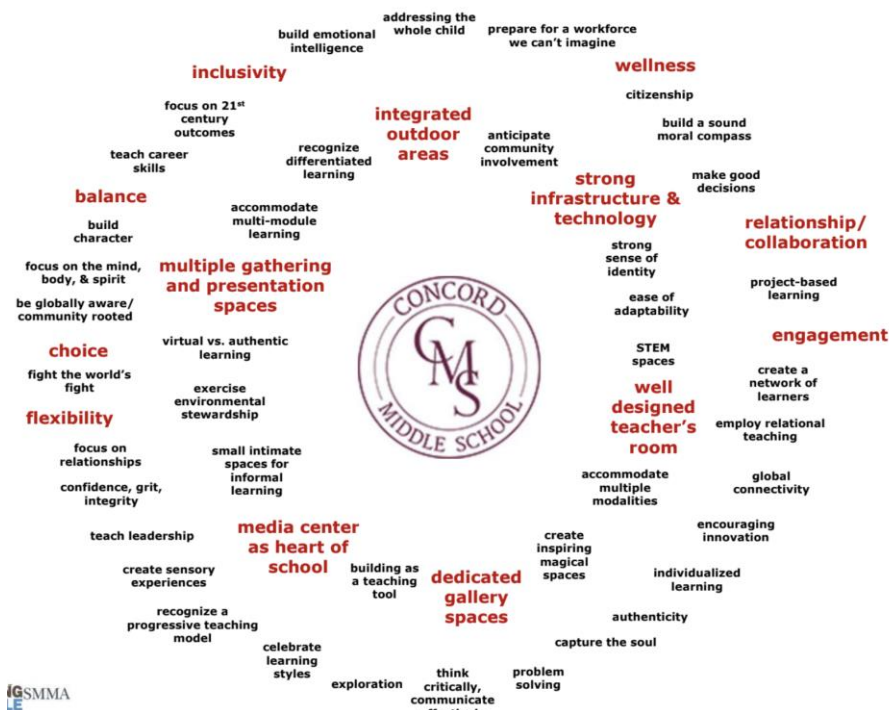 addressing the
whole child
build emotional
intelligence
prepare for a workforce
we can't imagine
inclusivity
wellness
citizenship
focus on 21st
century
outcomes
integrated
outdoor
areas
build a sound
moral compass
anticipate
community
involvement
recognize
differentiated
learning
teach career
skills
strong
infrastructure &
technology
make good
decisions
balance
accommodate
multi-module
learning
relationship/
collaboration
build
character
strong
sense of
identity
focus on the mind,
body, & spirit
multiple gathering
and presentation
spaces
project-based
learning
be globally aware/
community rooted
ease of
adaptability
CONCORD
CMS
MIDDLE SCHOOL
engagement
choice
virtual vs. authentic
learning
STEM
spaces
fight the world's
fight
create a
network of
learners
exercise
environmental
stewardship
well
designed
teacher's
room
flexibility
employ relational
teaching
focus on
relationships
small intimate
spaces for
informal
learning
accommodate
multiple
modalities
global
connectivity
confidence, grit,
integrity
teach leadership
media center
as heart of
school
create
inspiring
magical
spaces
encouraging
innovation
create sensory
experiences
building as
a teaching
tool
dedicated
gallery
spaces
individualized
learning
recognize a
progressive teaching
model
authenticity
celebrate
learning
styles
capture the soul
exploration
think
critically,
communicate
problem
solving
SMMA